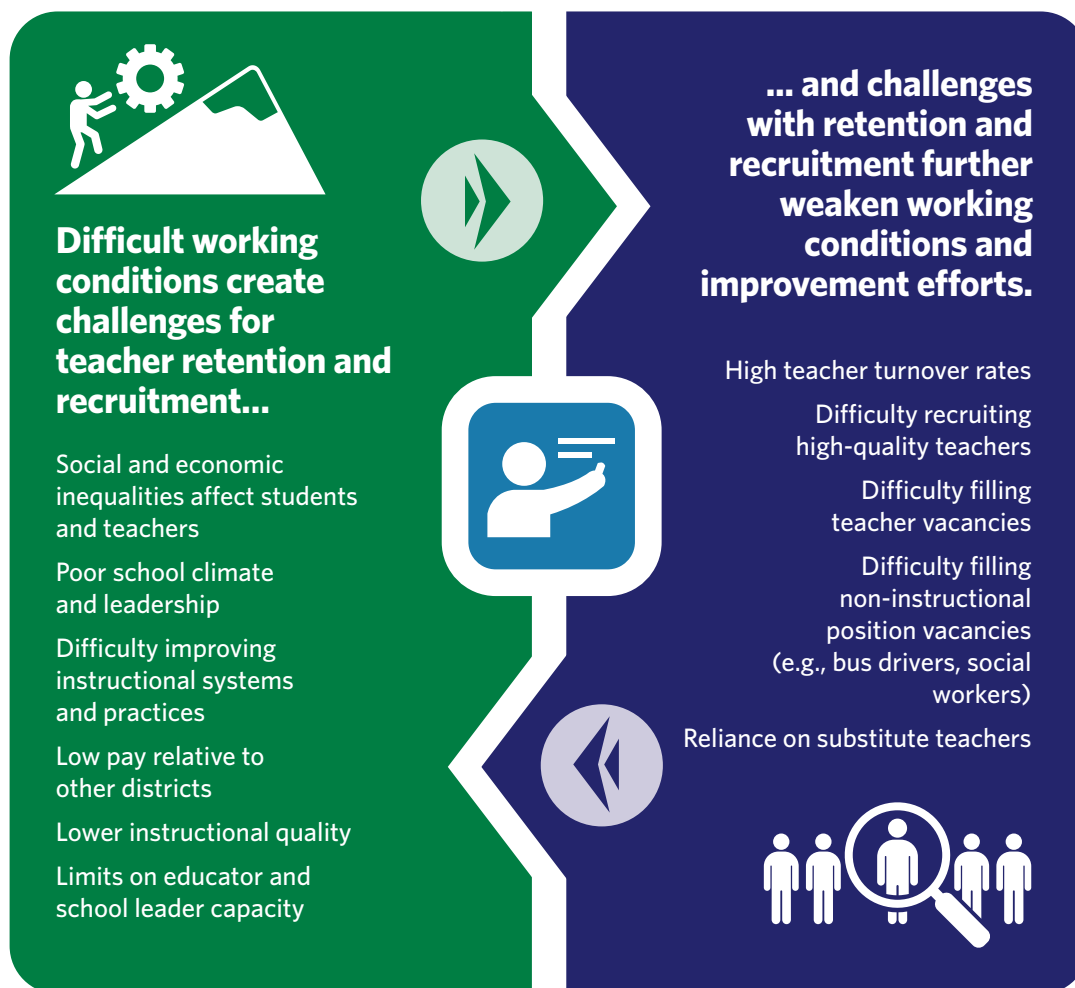 Difficult working
conditions create
challenges for
teacher retention and
recruitment...
Social and economic
inequalities affect students
and teachers
Poor school climate
and leadership
Difficulty improving
instructional systems
and practices
Low pay relative to
other districts
Lower instructional quality
Limits on educator and
school leader capacity
... and challenges
with retention and
recruitment further
weaken working
conditions and
improvement efforts.
High teacher turnover rates
Difficulty recruiting
high-quality teachers
Difficulty filling
teacher vacancies
Difficulty filling
non-instructional
position vacancies
(e.g., bus drivers, social
workers)
Reliance on substitute teachers